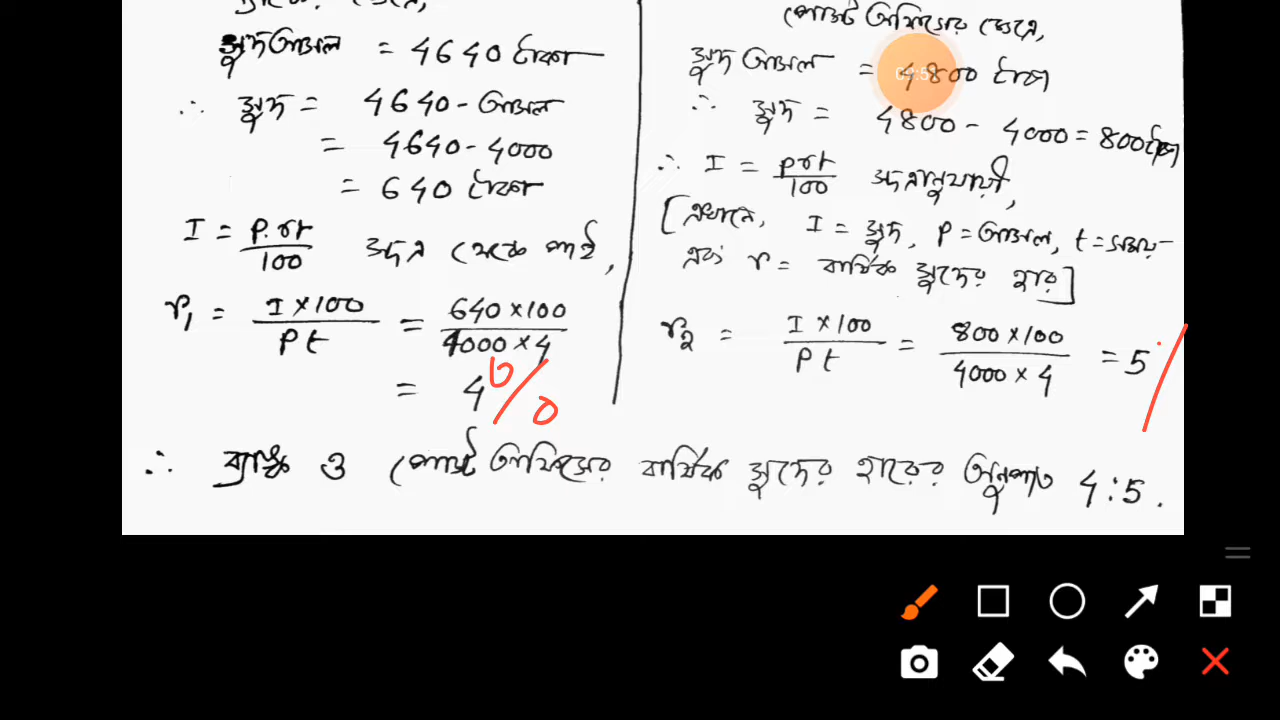 সুদআসল = 4640 টাকা
∴ সুদ = 4640 - আসল
= 4640 - 4000
= 640 টাকা
I = p.rt/100 সূত্র থেকে পাই,
r₁ = I×100/Pt = 640×100/4000×4
= 4%
পোস্ট অফিসের ক্ষেত্রে,
সুদ আসল = 4800 টাকা
∴ সুদ = 4800 - 4000 = 800 টাকা
∴ I = prt/100 সূত্রানুযায়ী,
[এখানে, I = সুদ, P = আসল, t = সময়
এবং r = বার্ষিক সুদের হার]
r₂ = I×100/Pt = 800×100/4000×4 = 5
∴ ব্যাঙ্ক ও পোস্ট অফিসের বার্ষিক সুদের হারের অনুপাত 4:5.